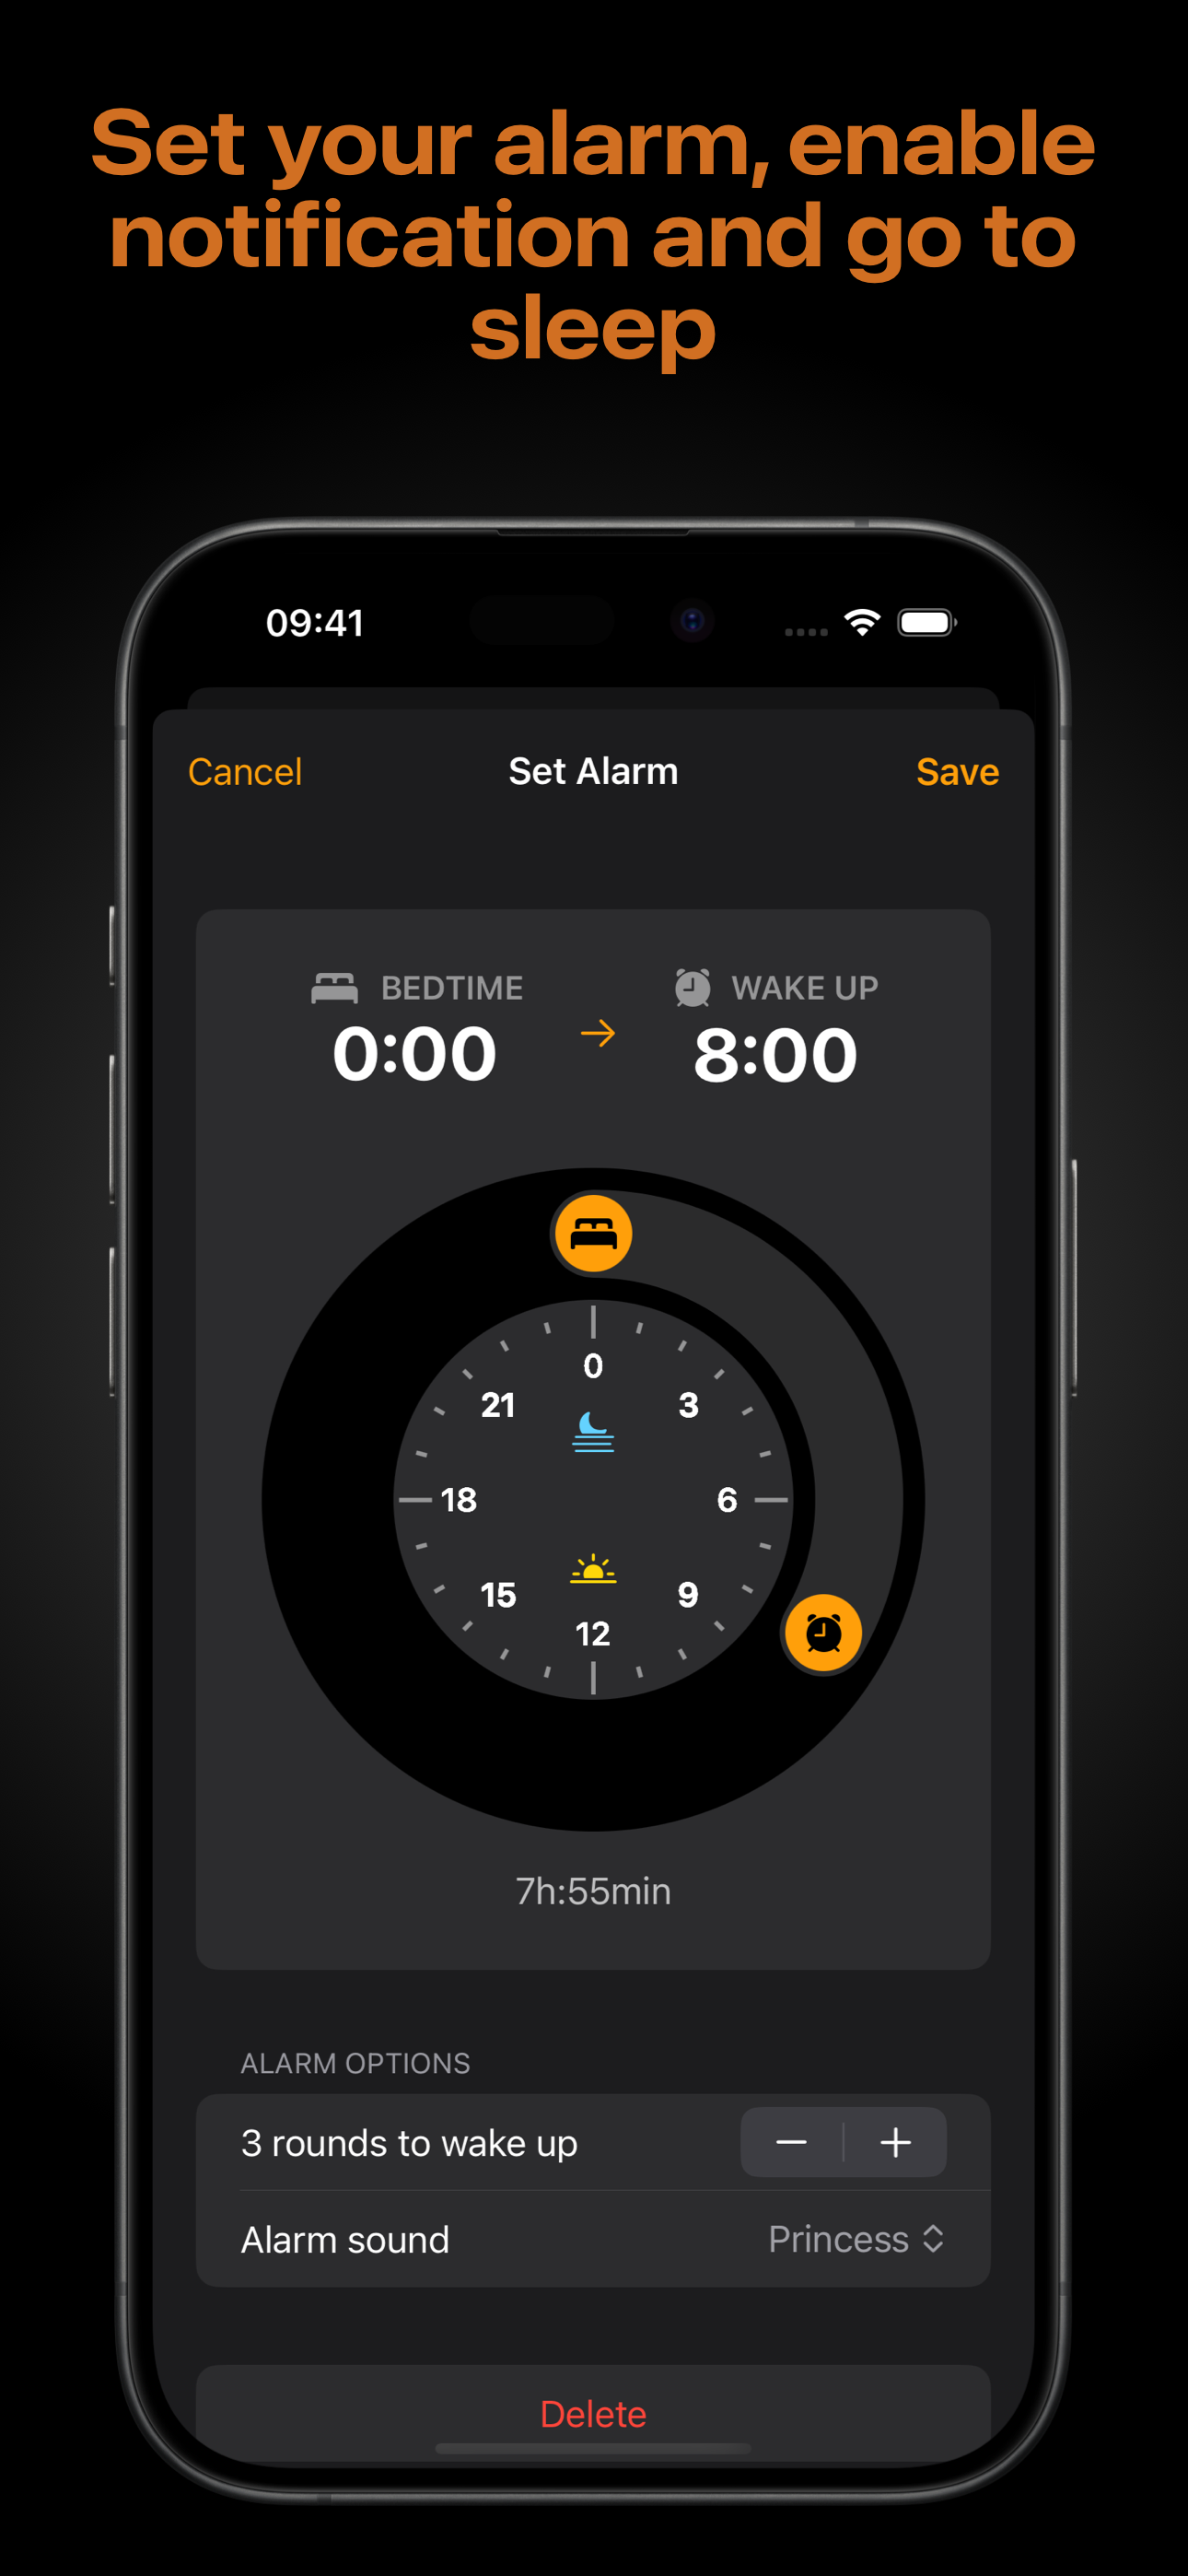 Set your alarm, enable
notification and go to
sleep
09:41
Cancel Set Alarm Save
BEDTIME WAKE UP
0:00 → 8:00
0
21 3
18 6
15 9
12
7h:55min
ALARM OPTIONS
3 rounds to wake up − +
Alarm sound Princess
Delete